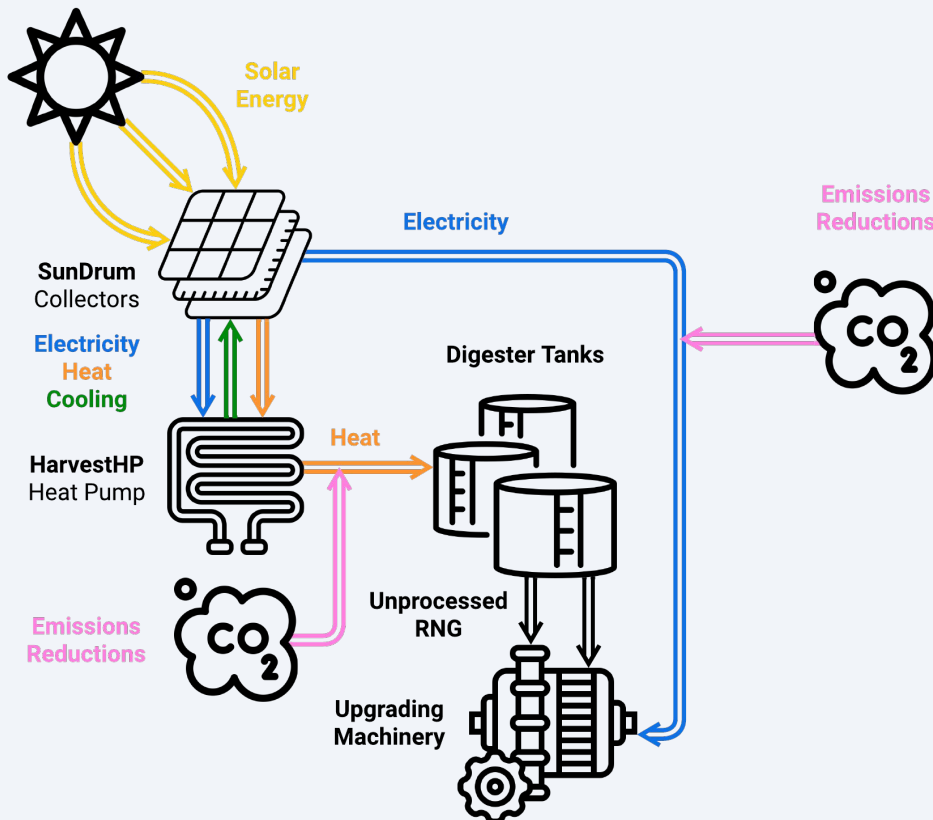 Solar
Energy
Electricity
Emissions
Reductions
CO2
SunDrum
Collectors
Electricity
Heat
Cooling
Digester Tanks
Heat
HarvestHP
Heat Pump
Unprocessed
RNG
Emissions
Reductions
CO2
Upgrading
Machinery